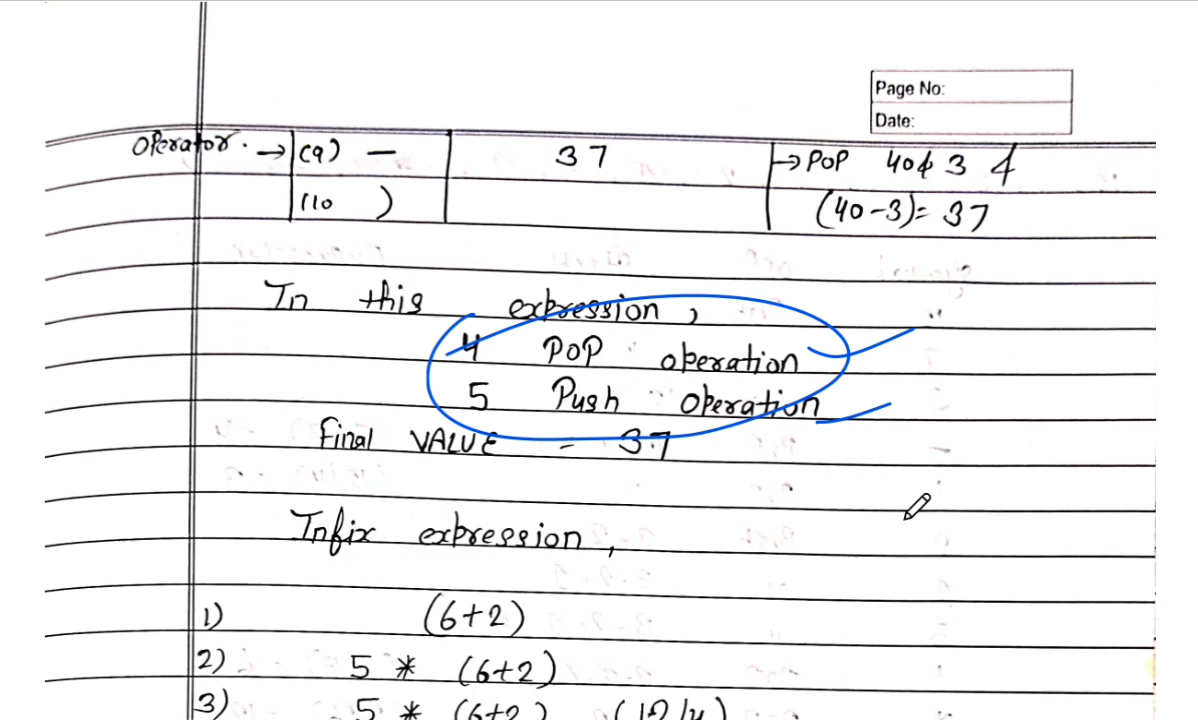 Page No:
Date:
Operator. → (9) - 37 → POP 40 & 3 &
(10 ) (40-3)= 37
In this expression,
4 POP operation
5 Push operation
Final VALUE = 37
Infix expression,
1) (6+2)
2) 5 * (6+2)
3) 5 * (6+2) - (12/4)